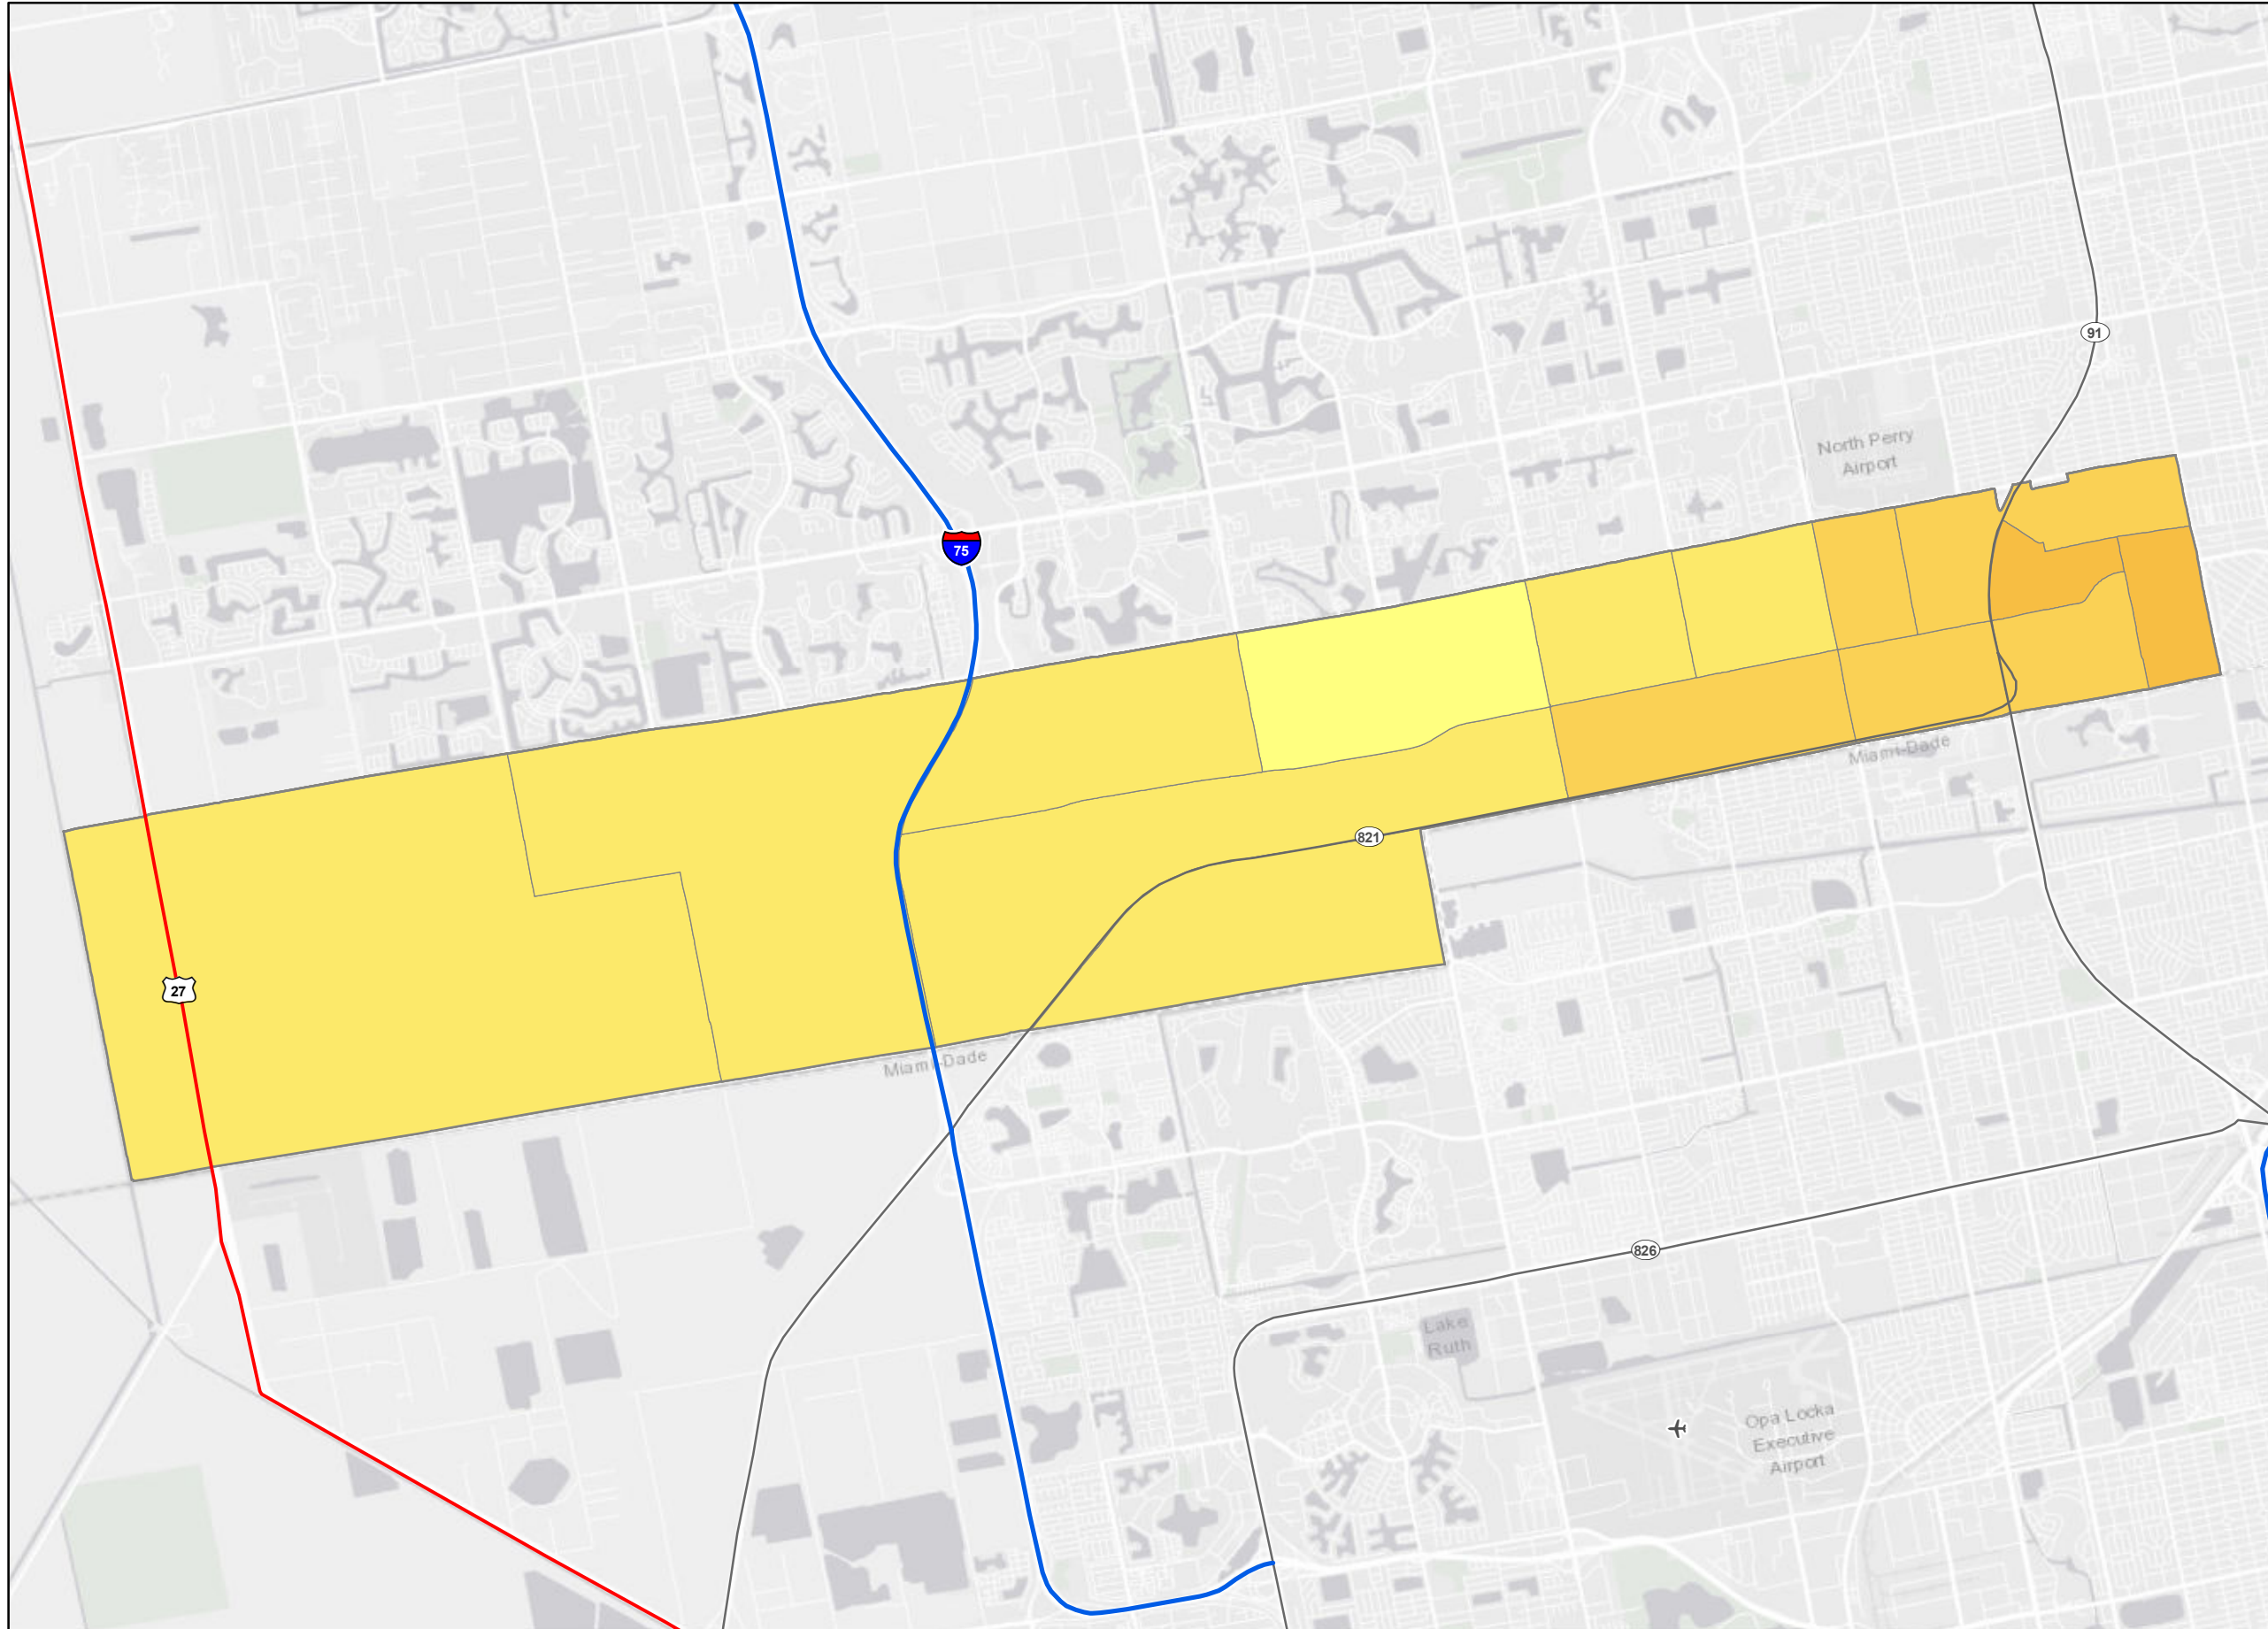 91
North Perry
Airport
75
Miami-Dade
821
27
Miami-Dade
826
Lake
Ruth
Opa Locka
Executive
Airport